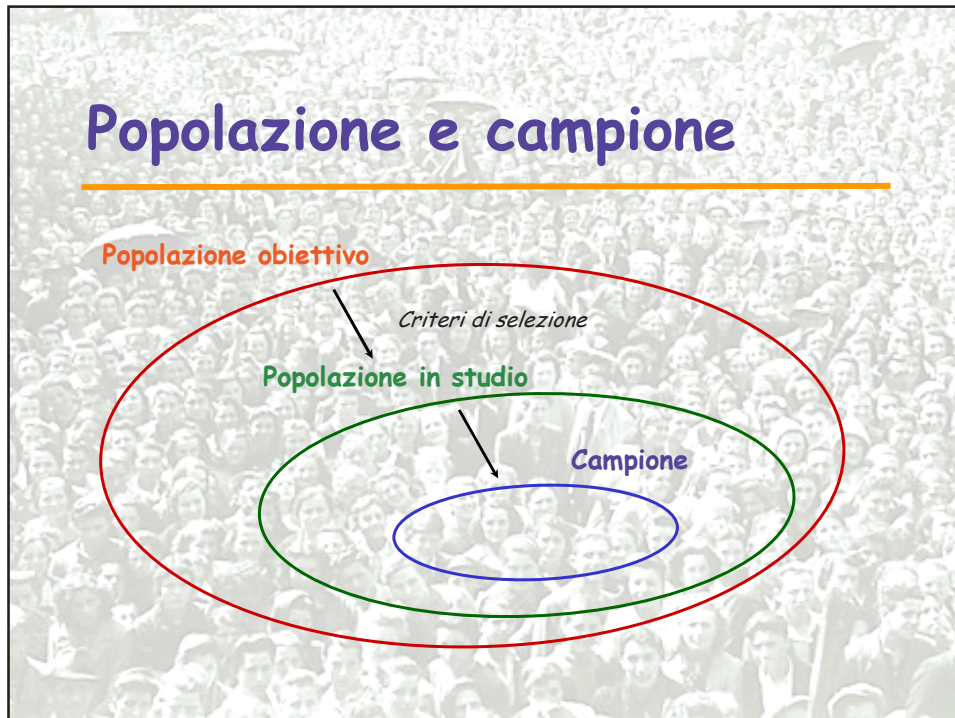 Popolazione e campione
Popolazione obiettivo
Criteri di selezione
Popolazione in studio
Campione